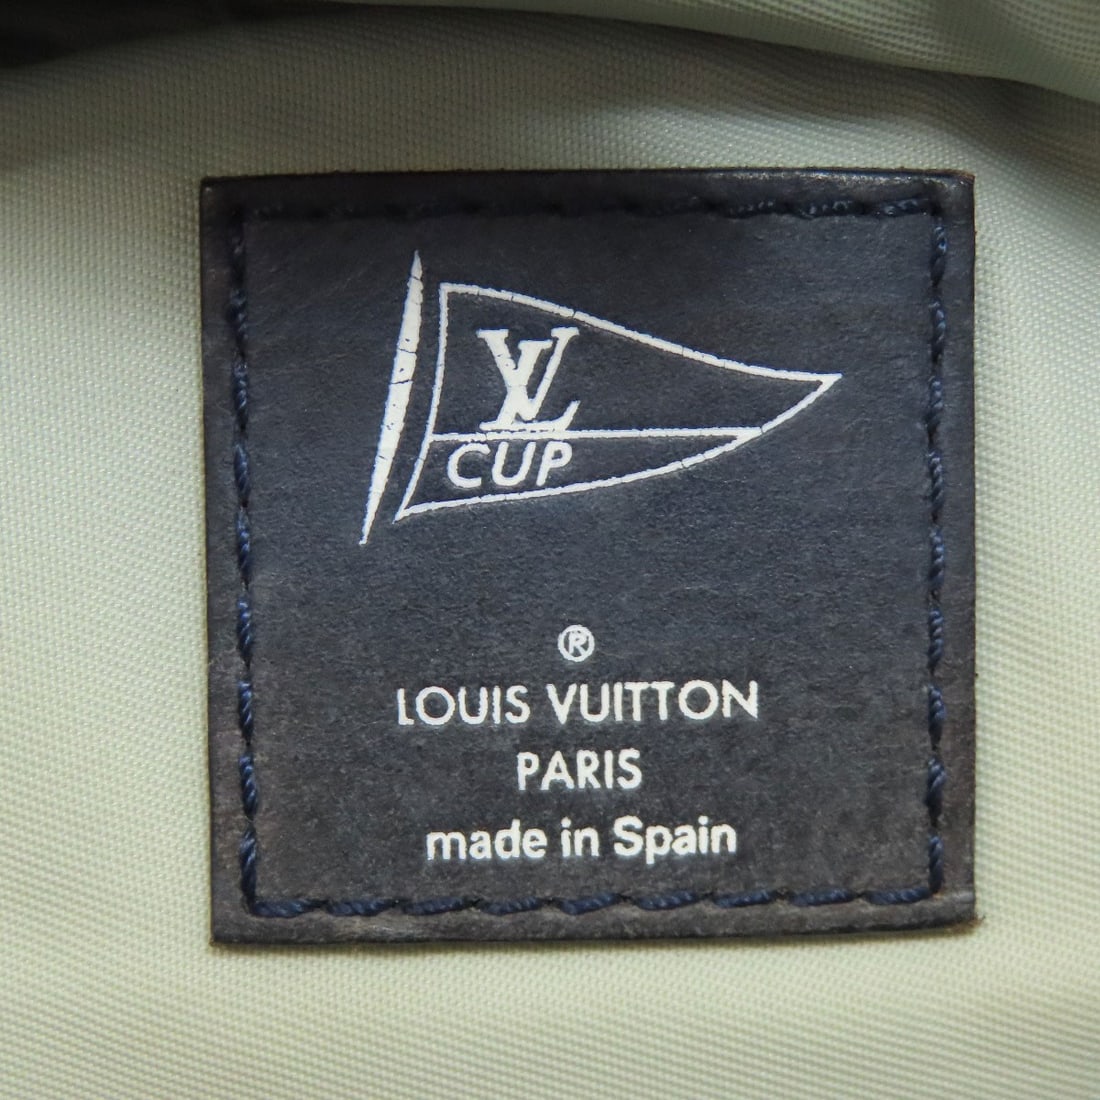 LV
CUP
®
LOUIS VUITTON
PARIS
made in Spain